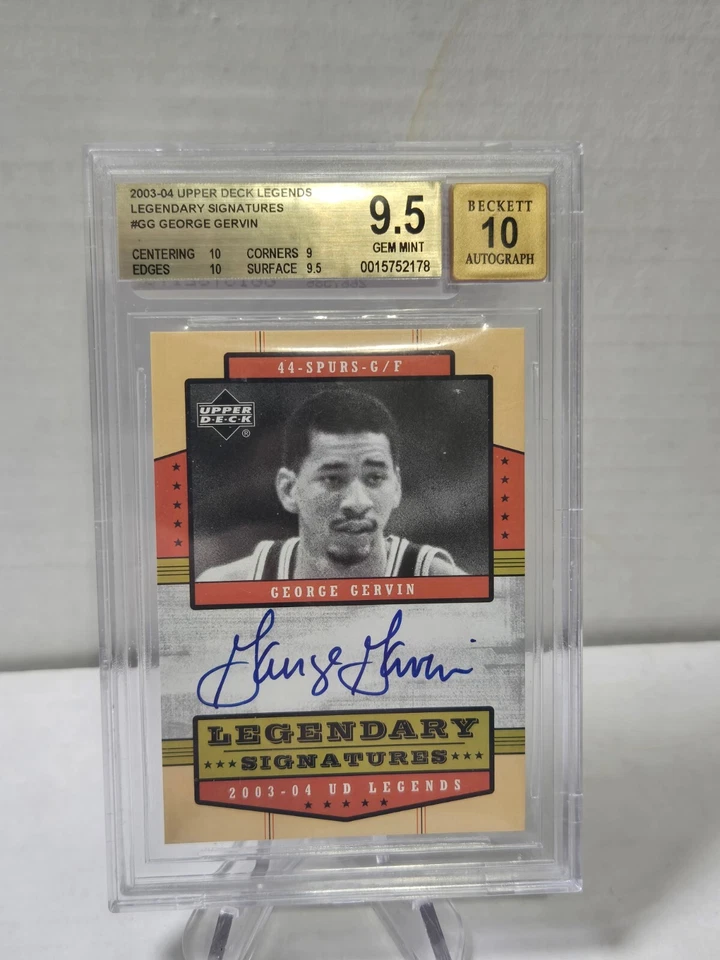 2003-04 UPPER DECK LEGENDS
LEGENDARY SIGNATURES
#GG GEORGE GERVIN
CENTERING 10 CORNERS 9
EDGES 10 SURFACE 9.5
9.5
GEM MINT
0015752178
BECKETT
10
AUTOGRAPH
44-SPURS-G/F
UPPER
D·E·C·K
®
GEORGE GERVIN
George Gervin
LEGENDARY
SIGNATURES
2003-04 UD LEGENDS